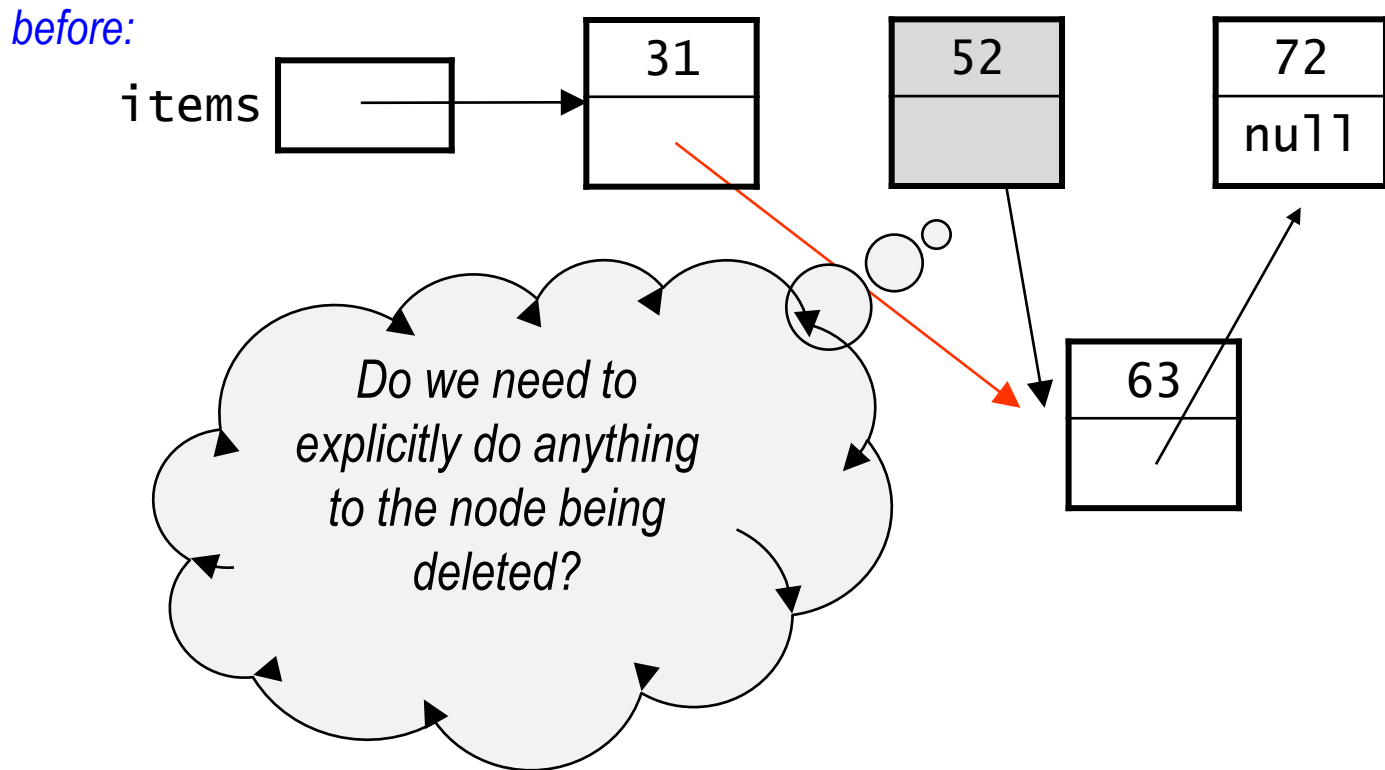 before:
items
31
52
72
null
63
Do we need to
explicitly do anything
to the node being
deleted?